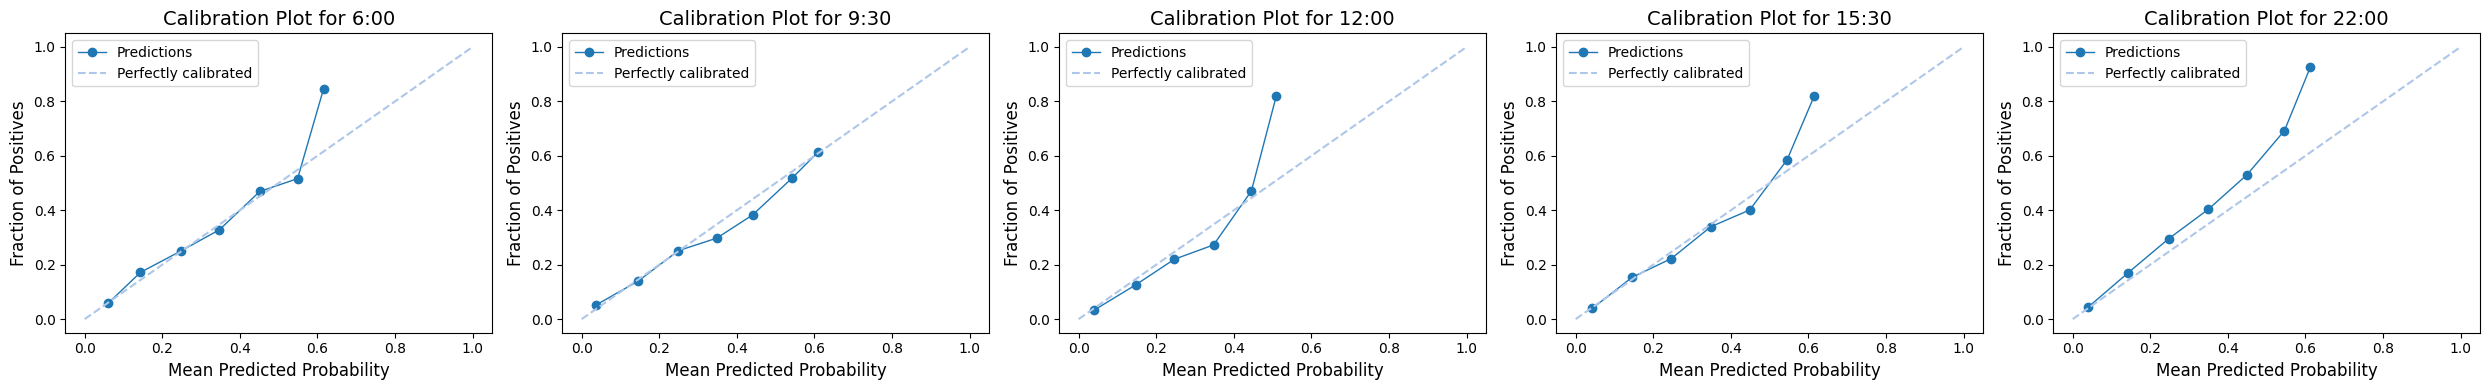 Calibration Plot for 6:00
Predictions
Perfectly calibrated
Fraction of Positives
1.0
0.8
0.6
0.4
0.2
0.0
0.0 0.2 0.4 0.6 0.8 1.0
Mean Predicted Probability
Calibration Plot for 9:30
Predictions
Perfectly calibrated
Fraction of Positives
1.0
0.8
0.6
0.4
0.2
0.0
0.0 0.2 0.4 0.6 0.8 1.0
Mean Predicted Probability
Calibration Plot for 12:00
Predictions
Perfectly calibrated
Fraction of Positives
1.0
0.8
0.6
0.4
0.2
0.0
0.0 0.2 0.4 0.6 0.8 1.0
Mean Predicted Probability
Calibration Plot for 15:30
Predictions
Perfectly calibrated
Fraction of Positives
1.0
0.8
0.6
0.4
0.2
0.0
0.0 0.2 0.4 0.6 0.8 1.0
Mean Predicted Probability
Calibration Plot for 22:00
Predictions
Perfectly calibrated
Fraction of Positives
1.0
0.8
0.6
0.4
0.2
0.0
0.0 0.2 0.4 0.6 0.8 1.0
Mean Predicted Probability